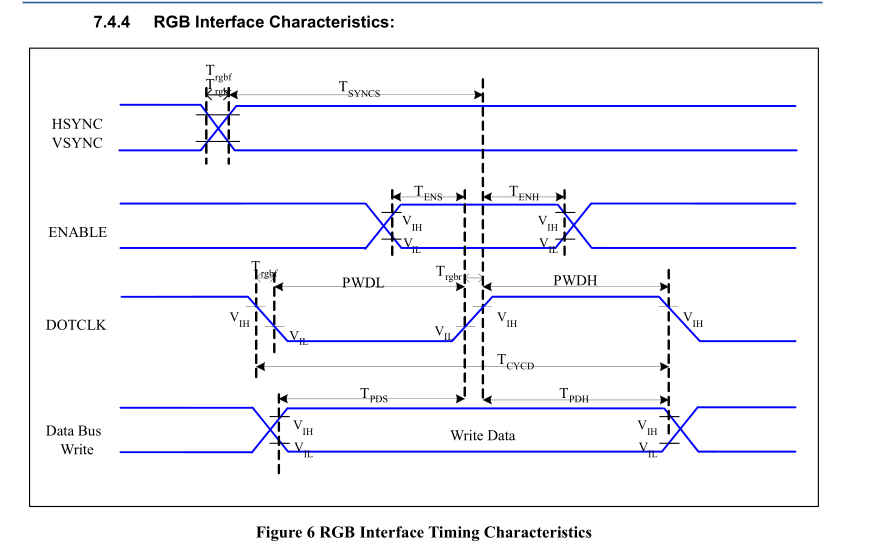 7.4.4 RGB Interface Characteristics:
Trgbf
Trgbr
TSYNCS
HSYNC
VSYNC
TENS
TENH
VIH
VIH
ENABLE
VIL
VIL
Trgbf
Trgbr
PWDL
PWDH
VIH
VIH
VIH
DOTCLK
VIL
VIL
TCYCD
TPDS
TPDH
VIH
VIH
Data Bus
Write
Write Data
VIL
VIL
Figure 6 RGB Interface Timing Characteristics